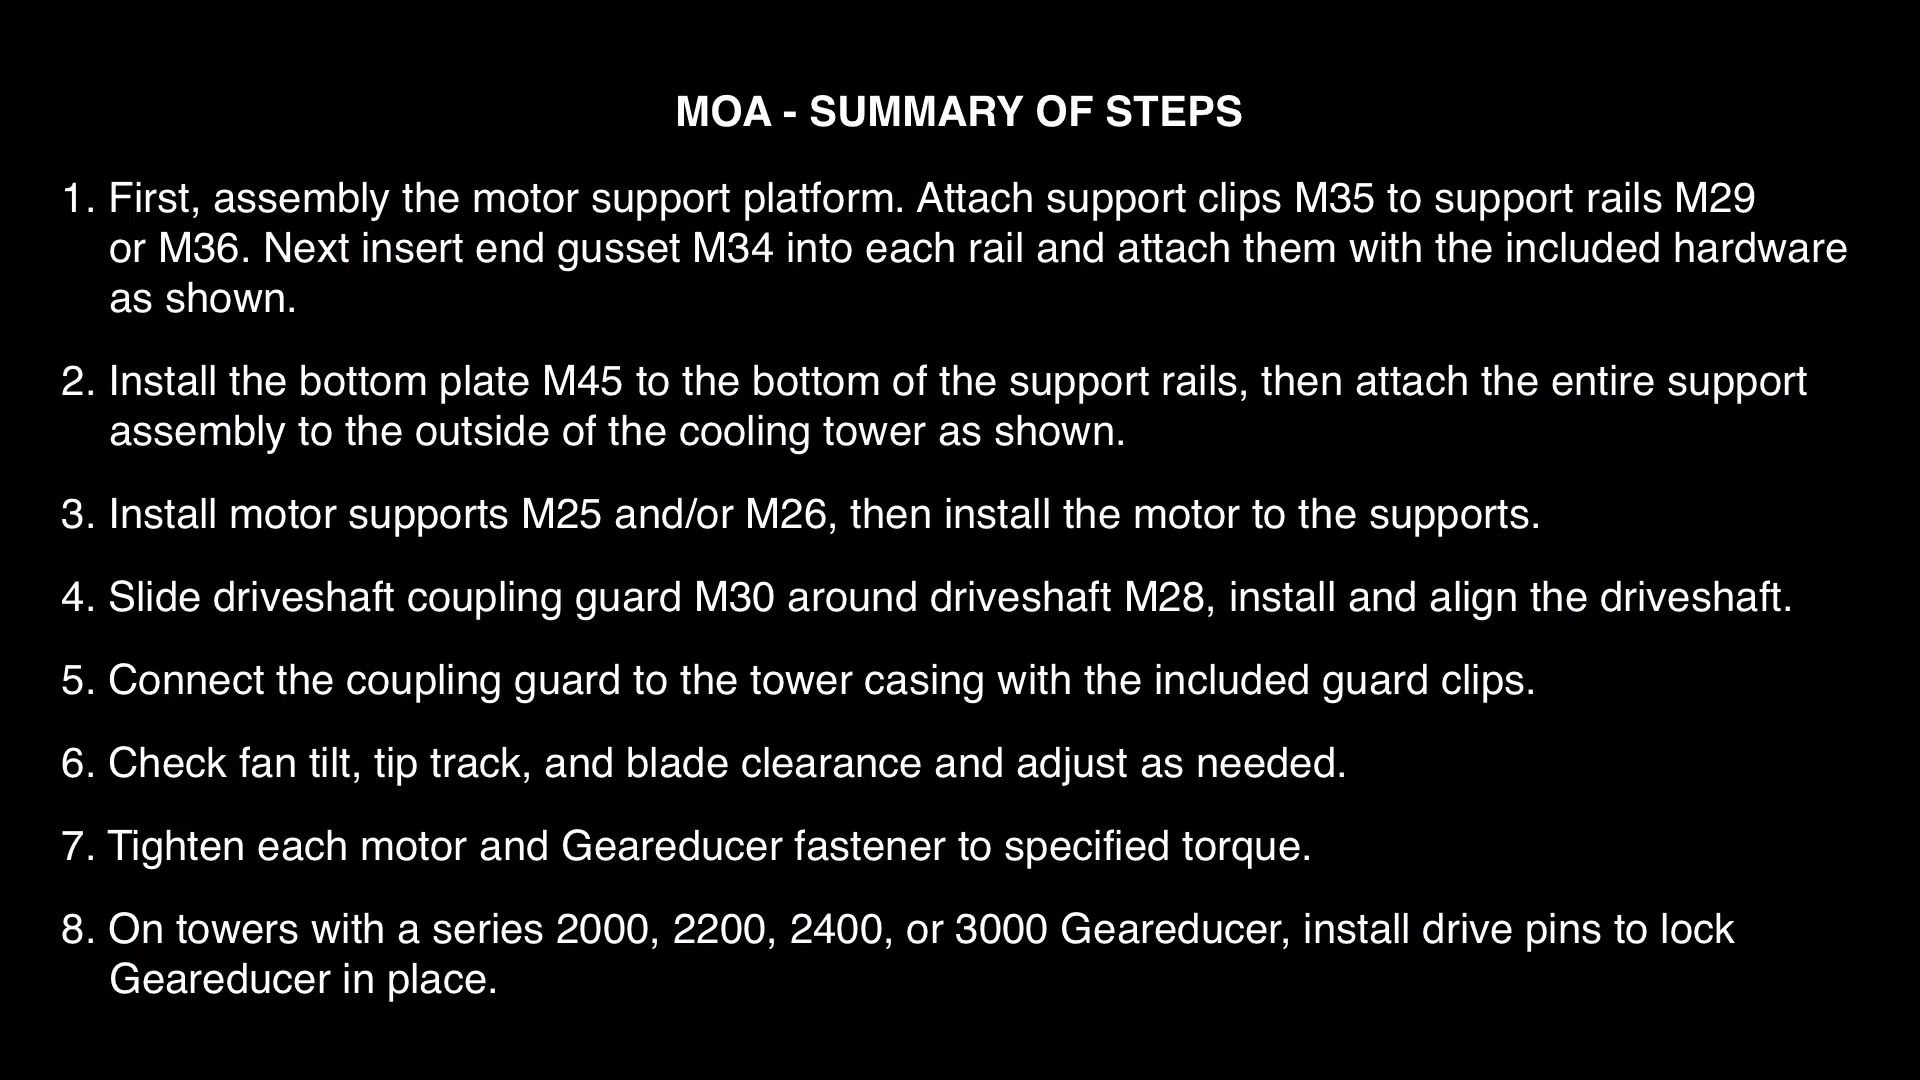 MOA - SUMMARY OF STEPS
1. First, assembly the motor support platform. Attach support clips M35 to support rails M29
or M36. Next insert end gusset M34 into each rail and attach them with the included hardware
as shown.
2. Install the bottom plate M45 to the bottom of the support rails, then attach the entire support
assembly to the outside of the cooling tower as shown.
3. Install motor supports M25 and/or M26, then install the motor to the supports.
4. Slide driveshaft coupling guard M30 around driveshaft M28, install and align the driveshaft.
5. Connect the coupling guard to the tower casing with the included guard clips.
6. Check fan tilt, tip track, and blade clearance and adjust as needed.
7. Tighten each motor and Geareducer fastener to specified torque.
8. On towers with a series 2000, 2200, 2400, or 3000 Geareducer, install drive pins to lock
Geareducer in place.